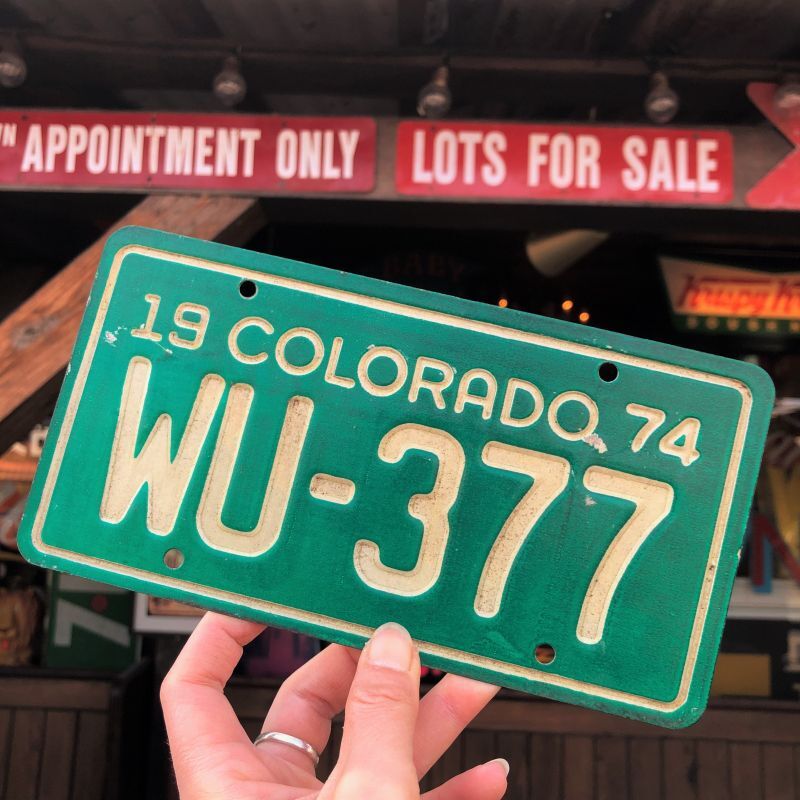 APPOINTMENT ONLY
LOTS FOR SALE
19 COLORADO 74
WU-377